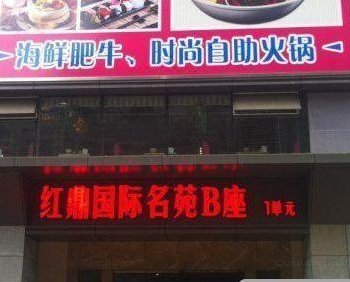 海鲜肥牛、时尚自助火锅
红鼎国际名苑B座 1单元